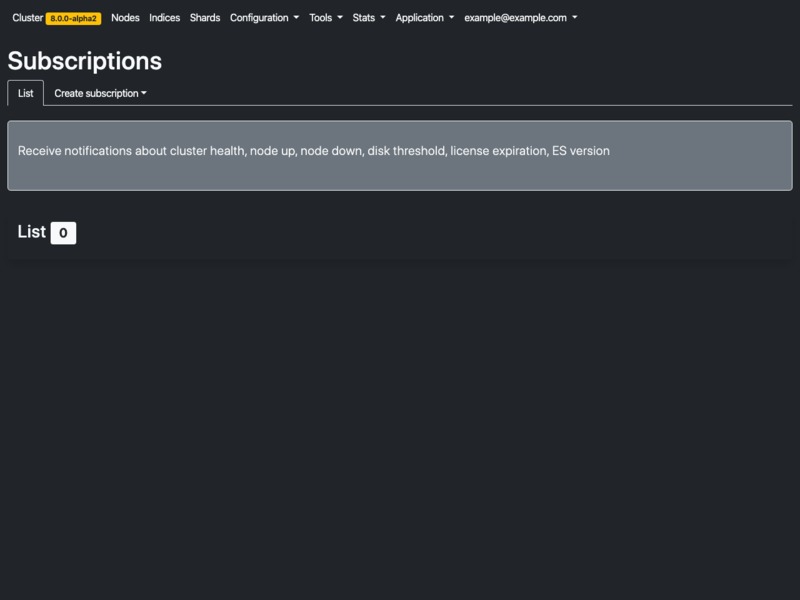 Cluster 8.0.0-alpha2 Nodes Indices Shards Configuration Tools Stats Application example@example.com
Subscriptions
List Create subscription
Receive notifications about cluster health, node up, node down, disk threshold, license expiration, ES version
List 0